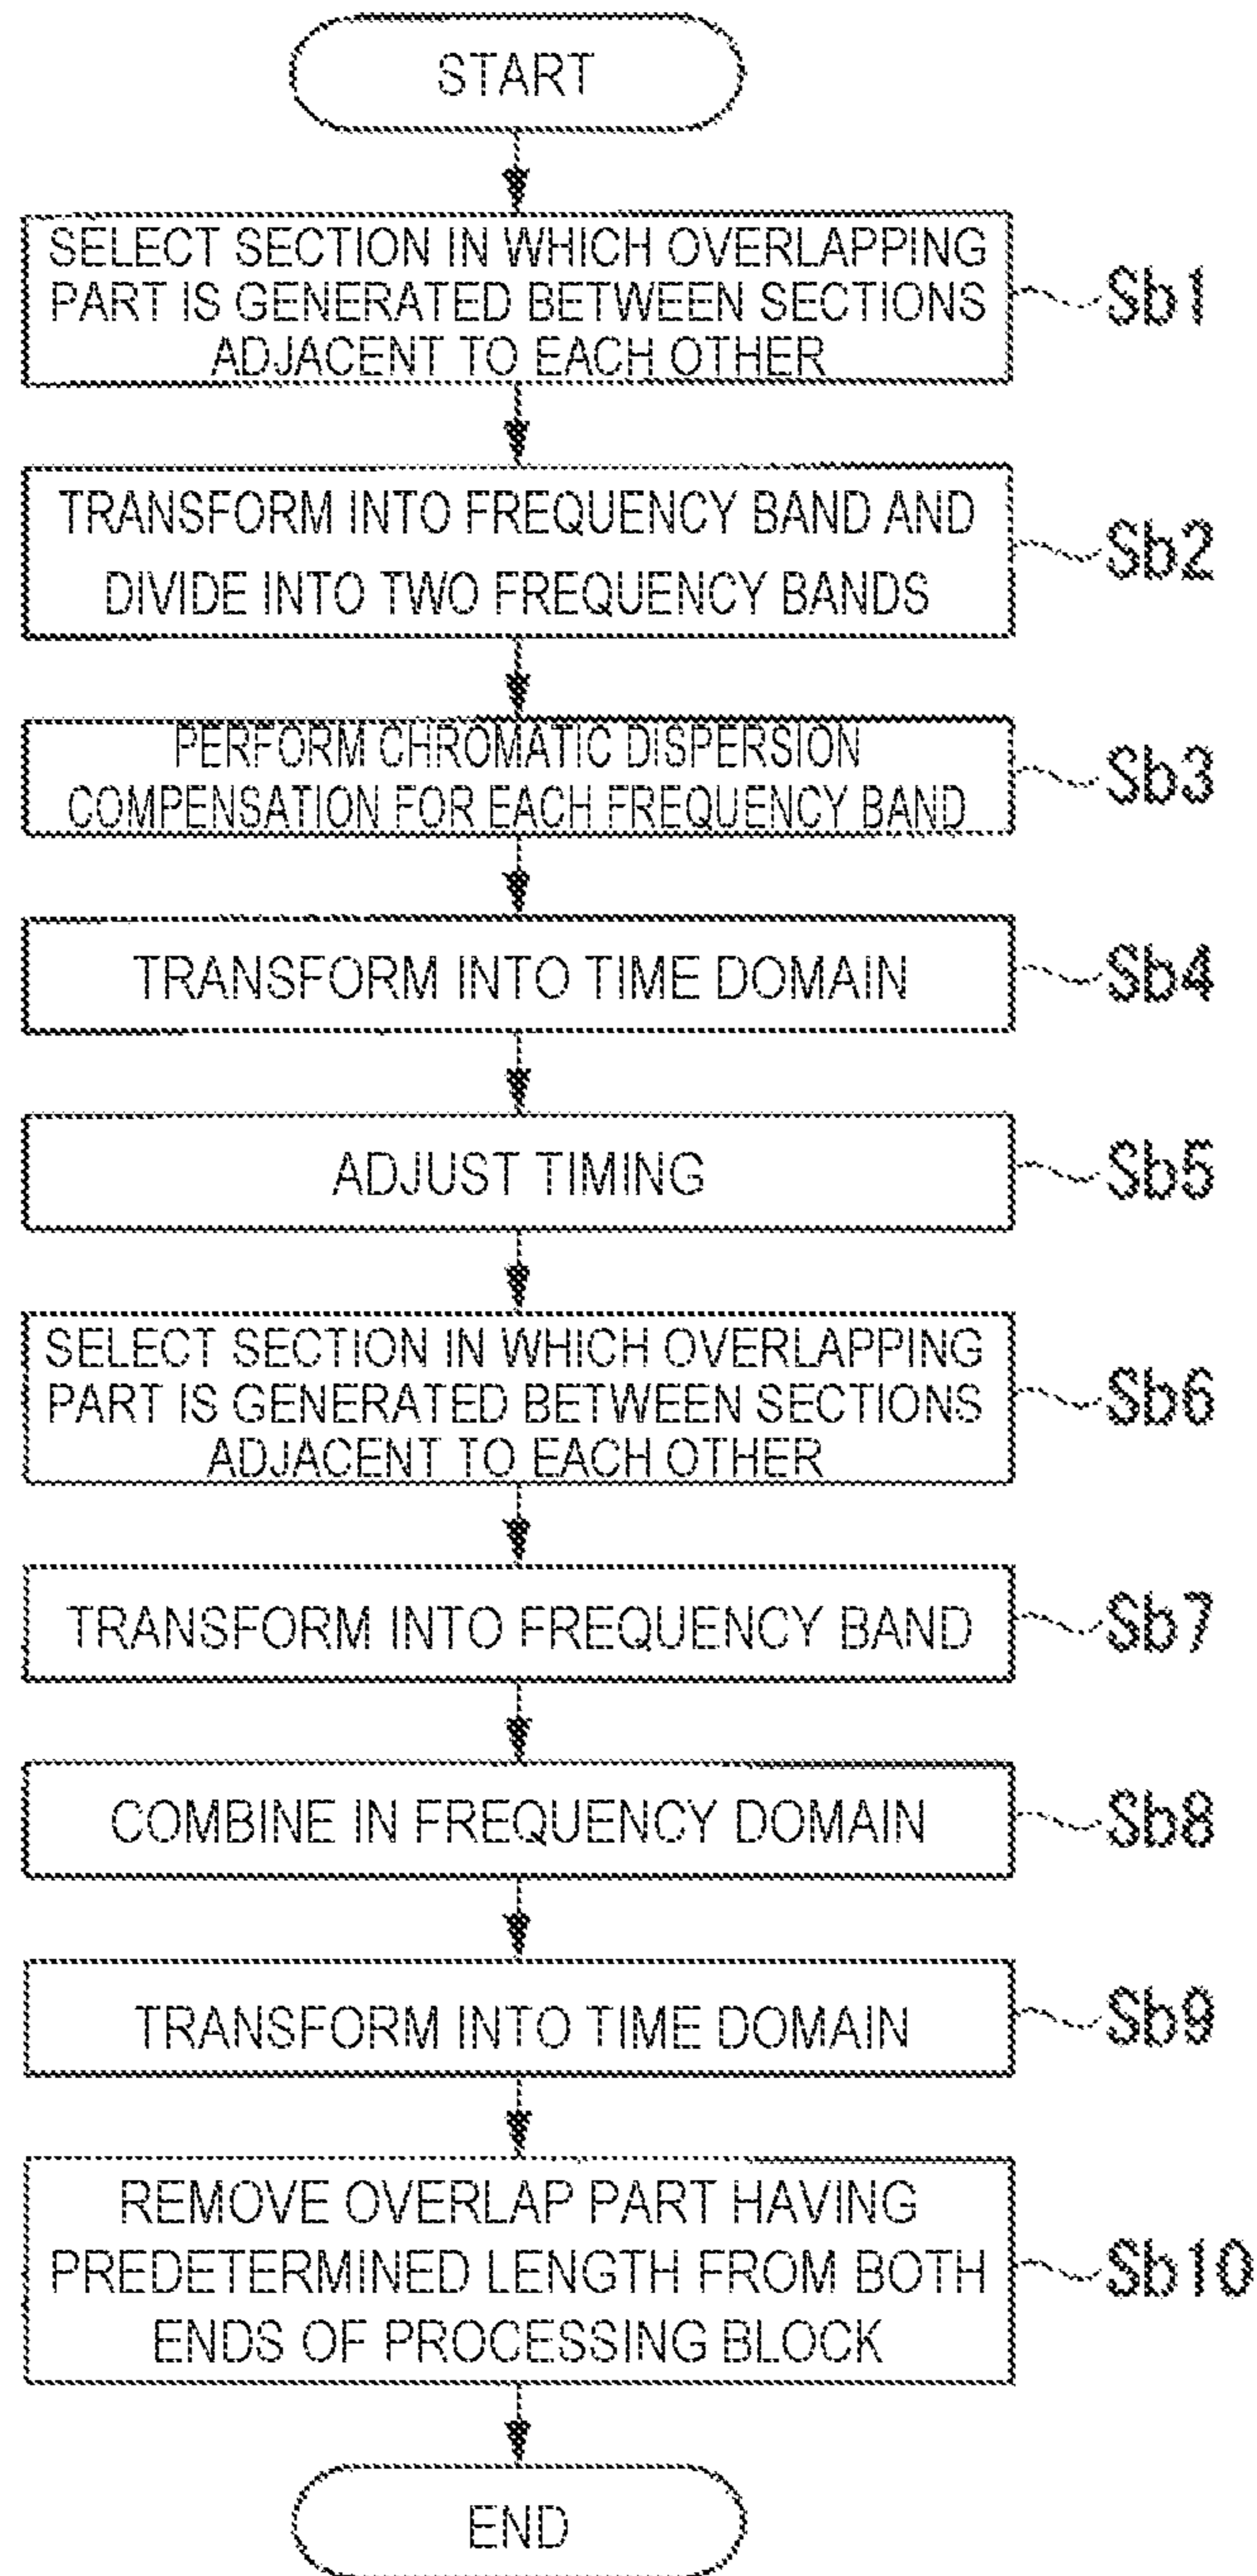 START
SELECT SECTION IN WHICH OVERLAPPING
PART IS GENERATED BETWEEN SECTIONS
ADJACENT TO EACH OTHER
Sb1
TRANSFORM INTO FREQUENCY BAND AND
DIVIDE INTO TWO FREQUENCY BANDS
Sb2
PERFORM CHROMATIC DISPERSION
COMPENSATION FOR EACH FREQUENCY BAND
Sb3
TRANSFORM INTO TIME DOMAIN
Sb4
ADJUST TIMING
Sb5
SELECT SECTION IN WHICH OVERLAPPING
PART IS GENERATED BETWEEN SECTIONS
ADJACENT TO EACH OTHER
Sb6
TRANSFORM INTO FREQUENCY BAND
Sb7
COMBINE IN FREQUENCY DOMAIN
Sb8
TRANSFORM INTO TIME DOMAIN
Sb9
REMOVE OVERLAP PART HAVING
PREDETERMINED LENGTH FROM BOTH
ENDS OF PROCESSING BLOCK
Sb10
END